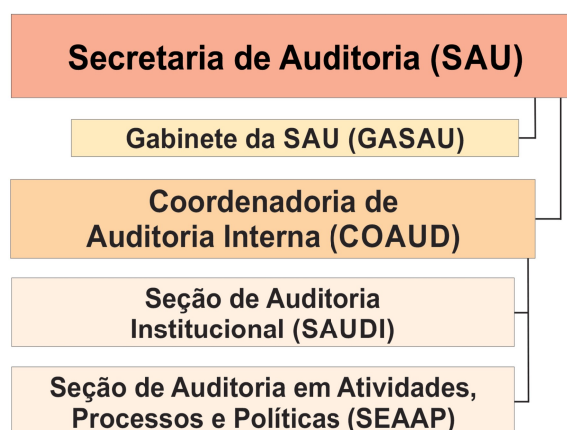 Secretaria de Auditoria (SAU)
Gabinete da SAU (GASAU)
Coordenadoria de
Auditoria Interna (COAUD)
Seção de Auditoria
Institucional (SAUDI)
Seção de Auditoria em Atividades,
Processos e Políticas (SEAAP)